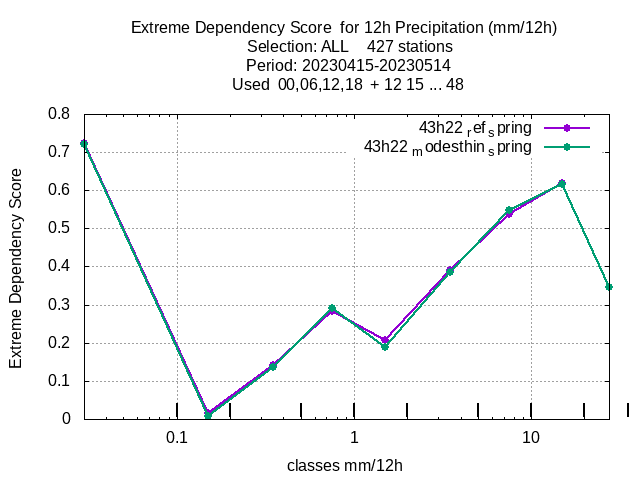 Extreme Dependency Score for 12h Precipitation (mm/12h)
Selection: ALL 427 stations
Period: 20230415-20230514
Used 00,06,12,18 + 12 15 ... 48
43h22 ref spring
43h22 modesthin spring
Extreme Dependency Score
0.8
0.7
0.6
0.5
0.4
0.3
0.2
0.1
0
0.1 1 10
classes mm/12h